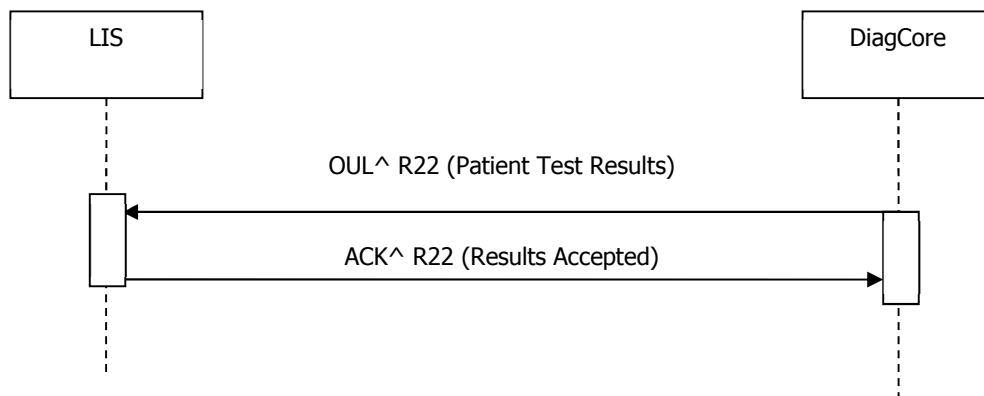 LIS
DiagCore
OUL^ R22 (Patient Test Results)
ACK^ R22 (Results Accepted)